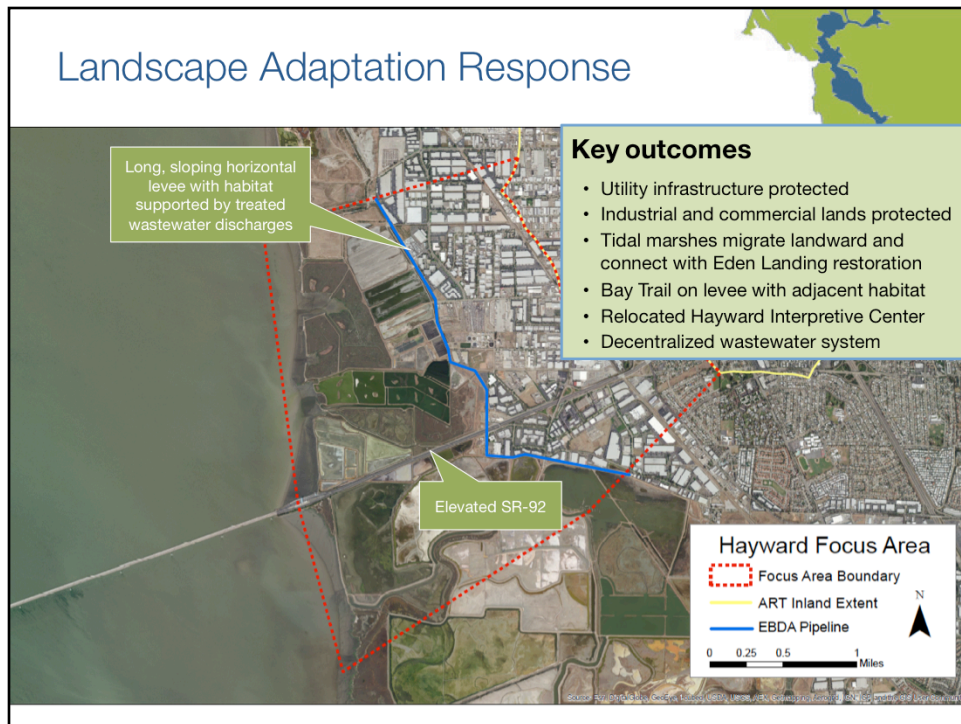 Landscape Adaptation Response
Long, sloping horizontal
levee with habitat
supported by treated
wastewater discharges
Key outcomes
• Utility infrastructure protected
• Industrial and commercial lands protected
• Tidal marshes migrate landward and
connect with Eden Landing restoration
• Bay Trail on levee with adjacent habitat
• Relocated Hayward Interpretive Center
• Decentralized wastewater system
Elevated SR-92
Hayward Focus Area
Focus Area Boundary
ART Inland Extent
EBDA Pipeline
N
0 0.25 0.5 1
Miles